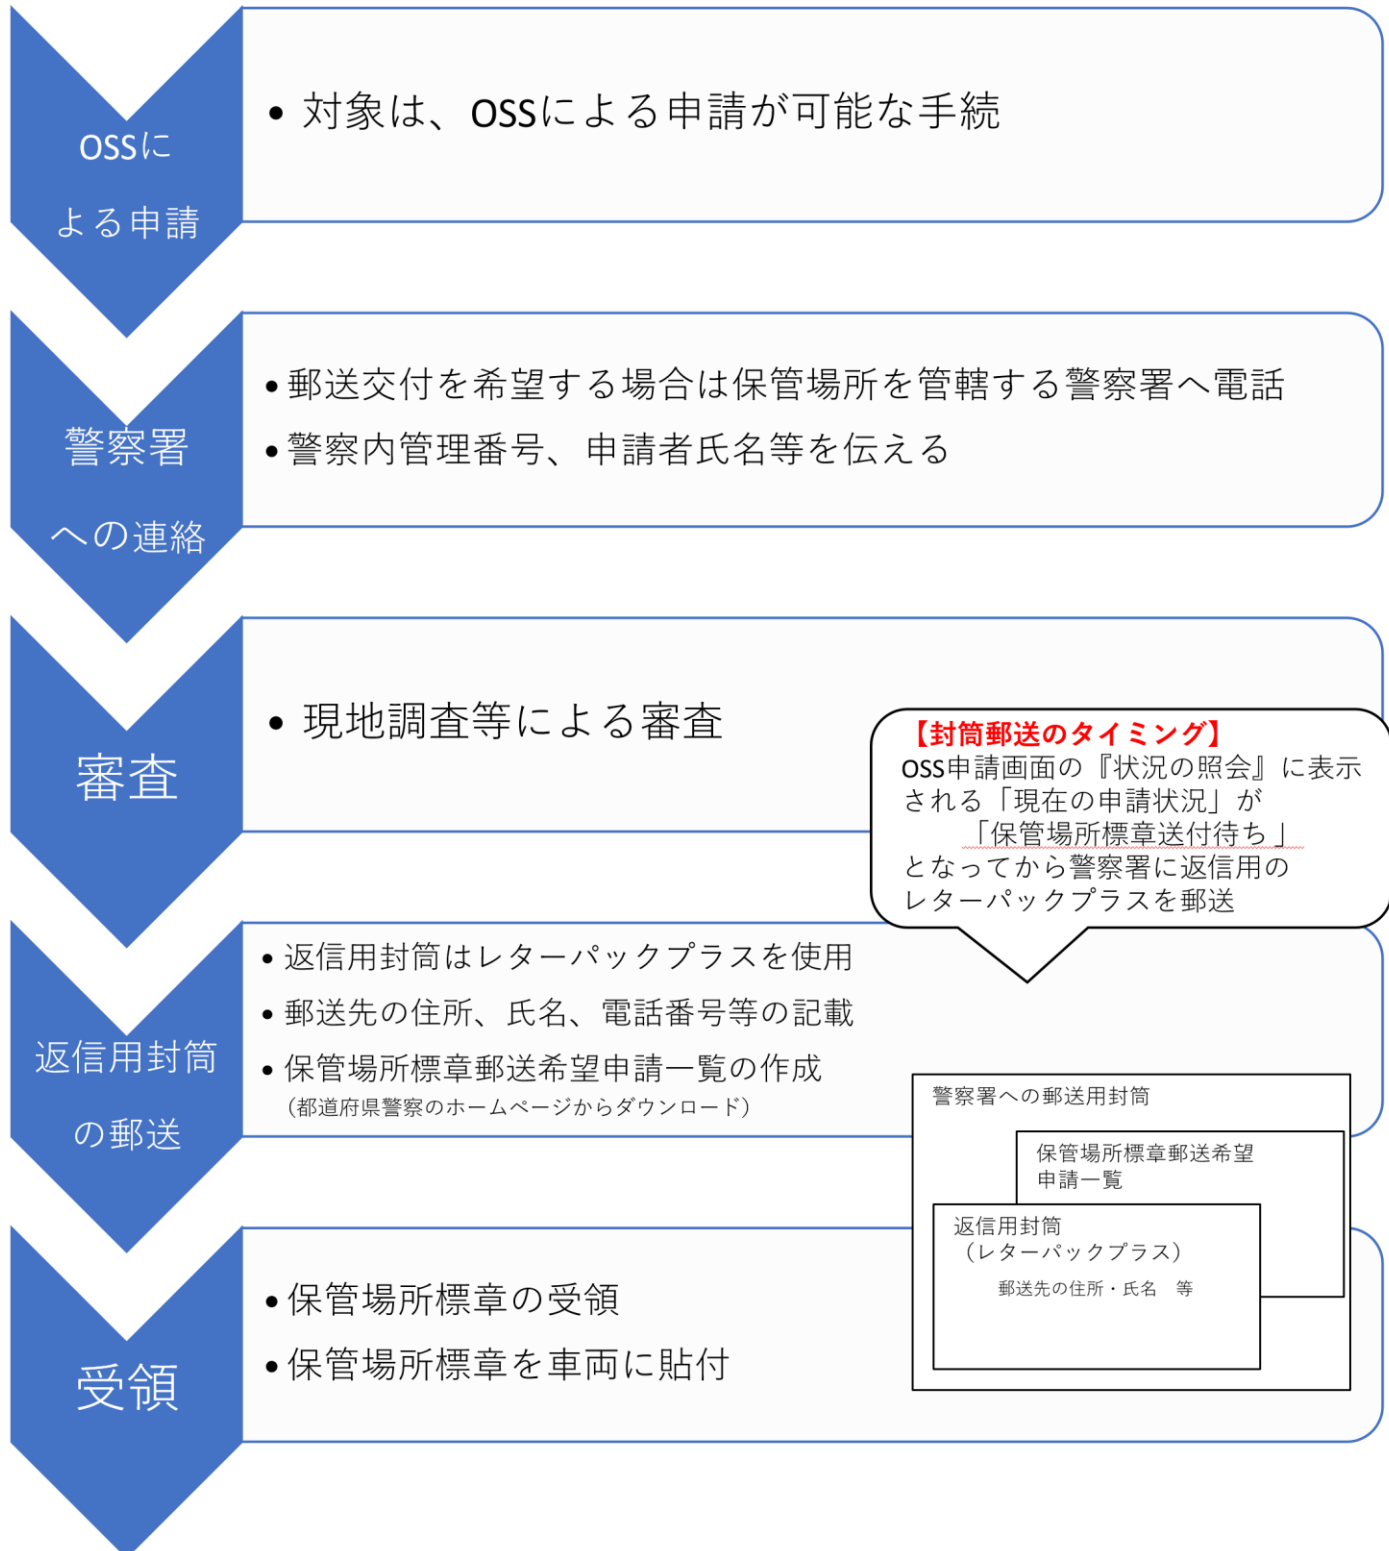 OSSに
よる申請
• 対象は、OSSによる申請が可能な手続
警察署
への連絡
• 郵送交付を希望する場合は保管場所を管轄する警察署へ電話
• 警察内管理番号、申請者氏名等を伝える
審査
• 現地調査等による審査
【封筒郵送のタイミング】
OSS申請画面の『状況の照会』に表示
される「現在の申請状況」が
「保管場所標章送付待ち」
となってから警察署に返信用の
レターパックプラスを郵送
返信用封筒
の郵送
• 返信用封筒はレターパックプラスを使用
• 郵送先の住所、氏名、電話番号等の記載
• 保管場所標章郵送希望申請一覧の作成
（都道府県警察のホームページからダウンロード）
警察署への郵送用封筒
保管場所標章郵送希望
申請一覧
返信用封筒
（レターパックプラス）
郵送先の住所・氏名　等
受領
• 保管場所標章の受領
• 保管場所標章を車両に貼付